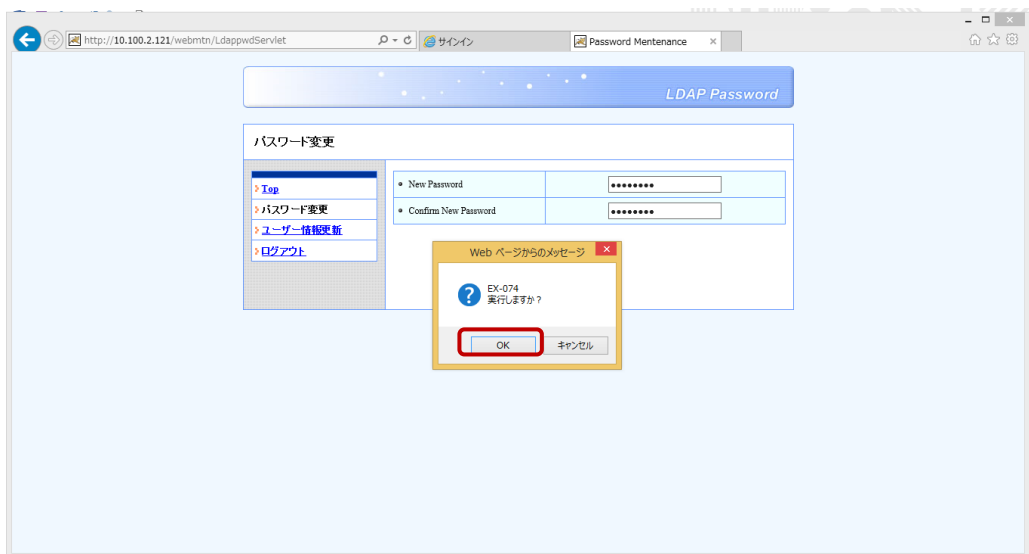 http://10.100.2.121/webmtn/LdappwdServlet
サインイン
Password Mentenance
LDAP Password
パスワード変更
Top
• New Password
パスワード変更
• Confirm New Password
ユーザー情報更新
ログアウト
Web ページからのメッセージ
EX-074
実行しますか?
OK
キャンセル